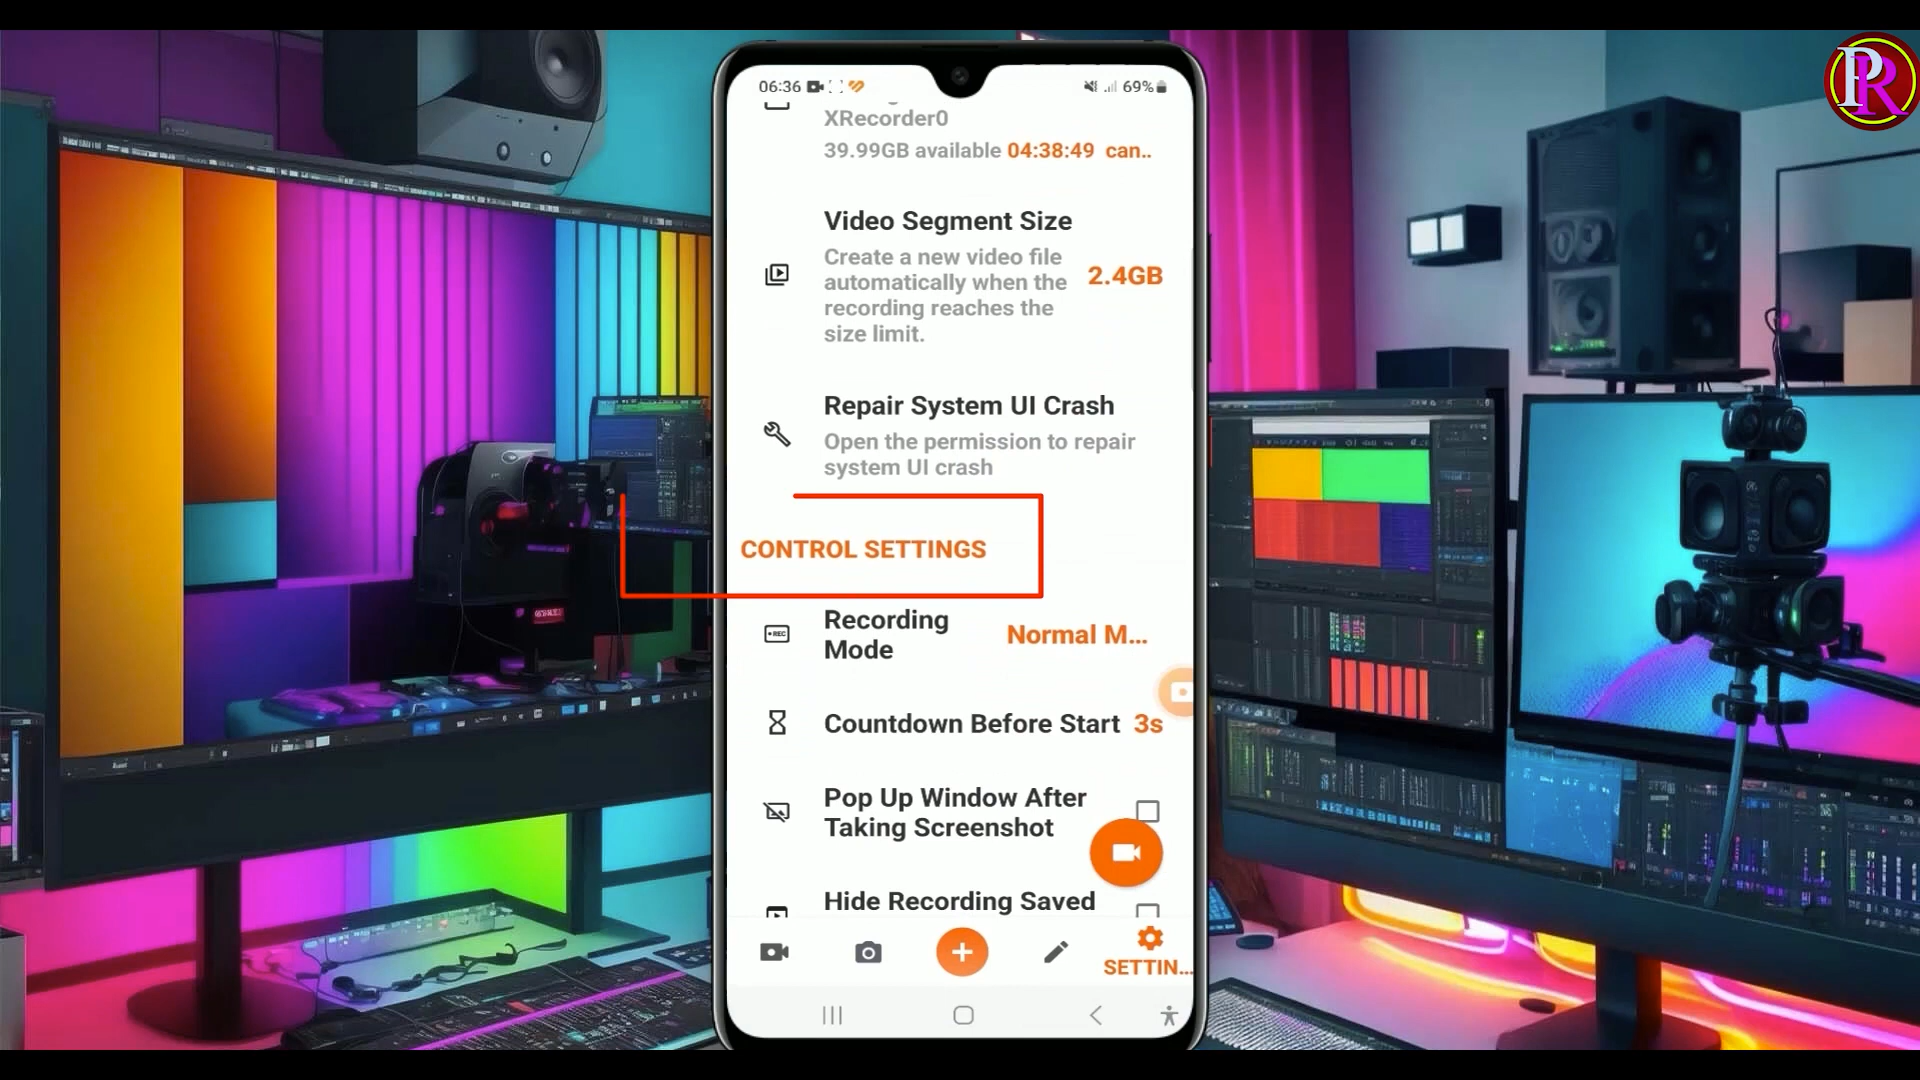 PR
06:36
69%
XRecorder0
39.99GB available 04:38:49 can..
Video Segment Size
Create a new video file
automatically when the
recording reaches the
size limit.
2.4GB
Repair System UI Crash
Open the permission to repair
system UI crash
CONTROL SETTINGS
Recording
Mode
Normal M...
Countdown Before Start 3s
Pop Up Window After
Taking Screenshot
Hide Recording Saved
SETTIN...